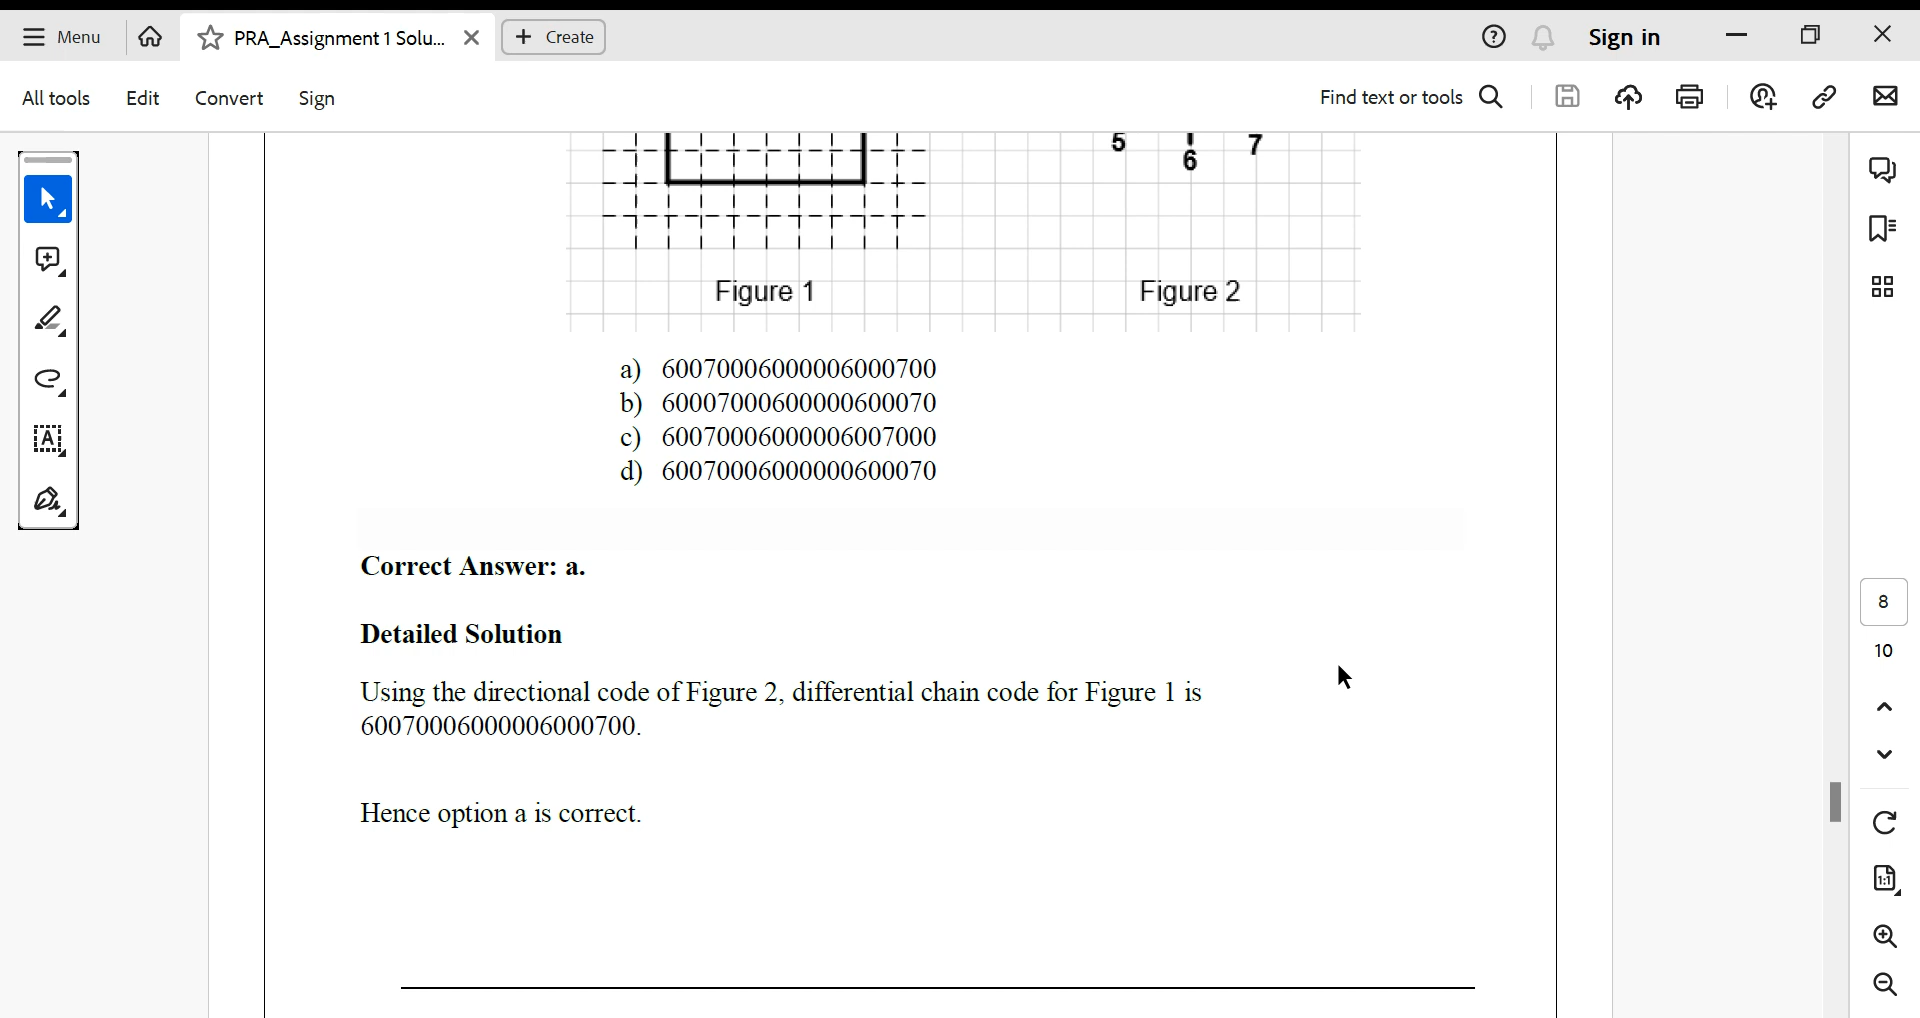 Menu
PRA_Assignment 1 Solu...
Create
Sign in
All tools
Edit
Convert
Sign
Find text or tools
5
6
7
Figure 1
Figure 2
a) 60070006000006000700
b) 60007000600000600070
c) 60070006000006007000
d) 60070006000000600070
Correct Answer: a.
Detailed Solution
Using the directional code of Figure 2, differential chain code for Figure 1 is
60070006000006000700.
Hence option a is correct.
8
10
1:1